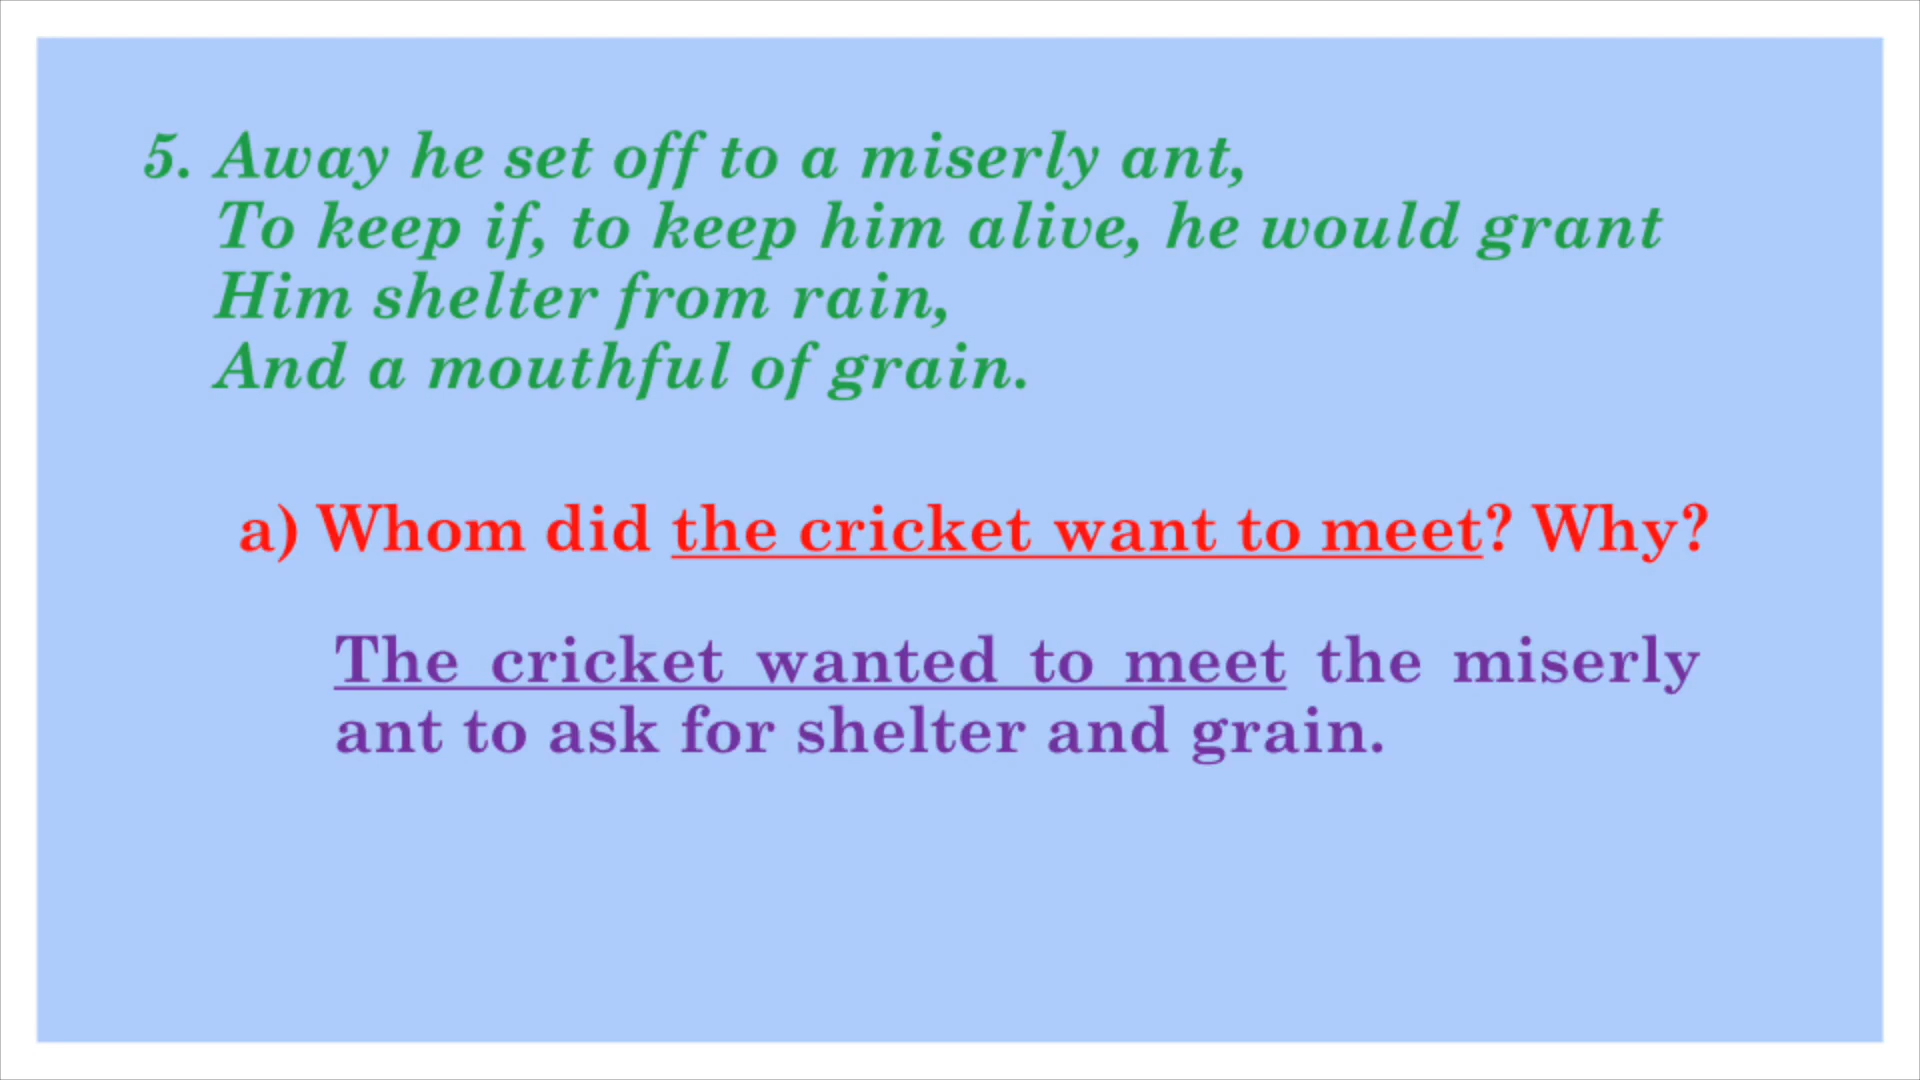 5. Away he set off to a miserly ant,
To keep if, to keep him alive, he would grant
Him shelter from rain,
And a mouthful of grain.
a) Whom did the cricket want to meet? Why?
The cricket wanted to meet the miserly
ant to ask for shelter and grain.